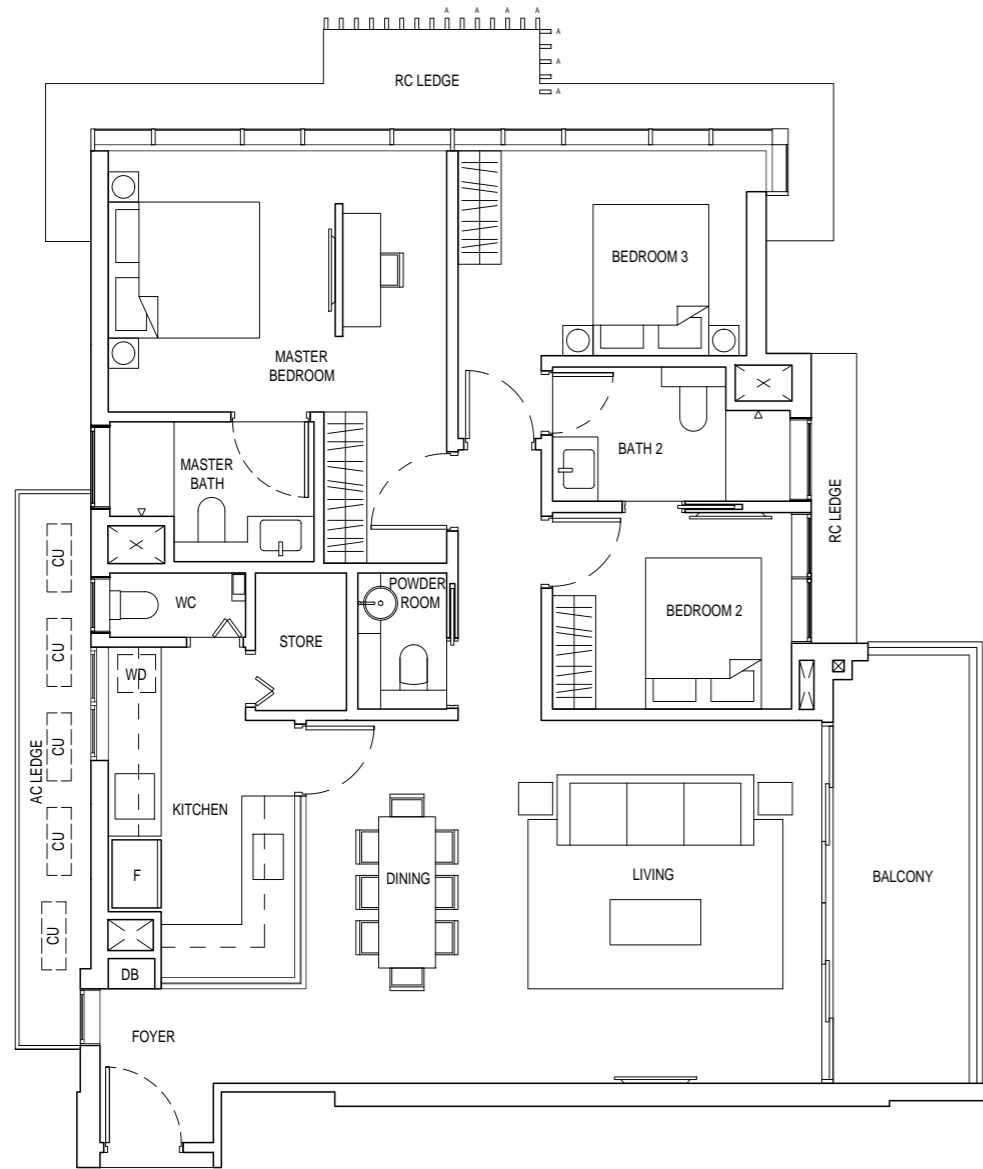 A A A A
A
A
A
RC LEDGE
BEDROOM 3
MASTER
BEDROOM
BATH 2
MASTER
BATH
RC LEDGE
CU
X
X
WC
POWDER
ROOM
BEDROOM 2
STORE
CU
WD
CU
AC LEDGE
KITCHEN
CU
F
DINING
LIVING
BALCONY
CU
DB
FOYER